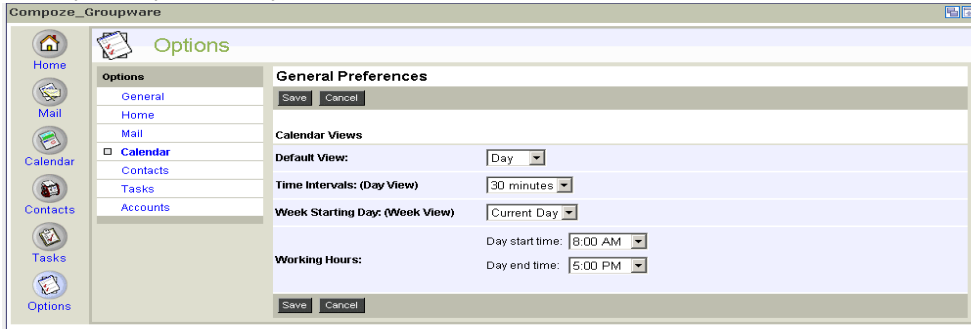 Compoze_Groupware
Home
Mail
Calendar
Contacts
Tasks
Options
Options
Options
General
Home
Mail
Calendar
Contacts
Tasks
Accounts
General Preferences
Save Cancel
Calendar Views
Default View: Day
Time Intervals: (Day View) 30 minutes
Week Starting Day: (Week View) Current Day
Working Hours:
Day start time: 8:00 AM
Day end time: 5:00 PM
Save Cancel